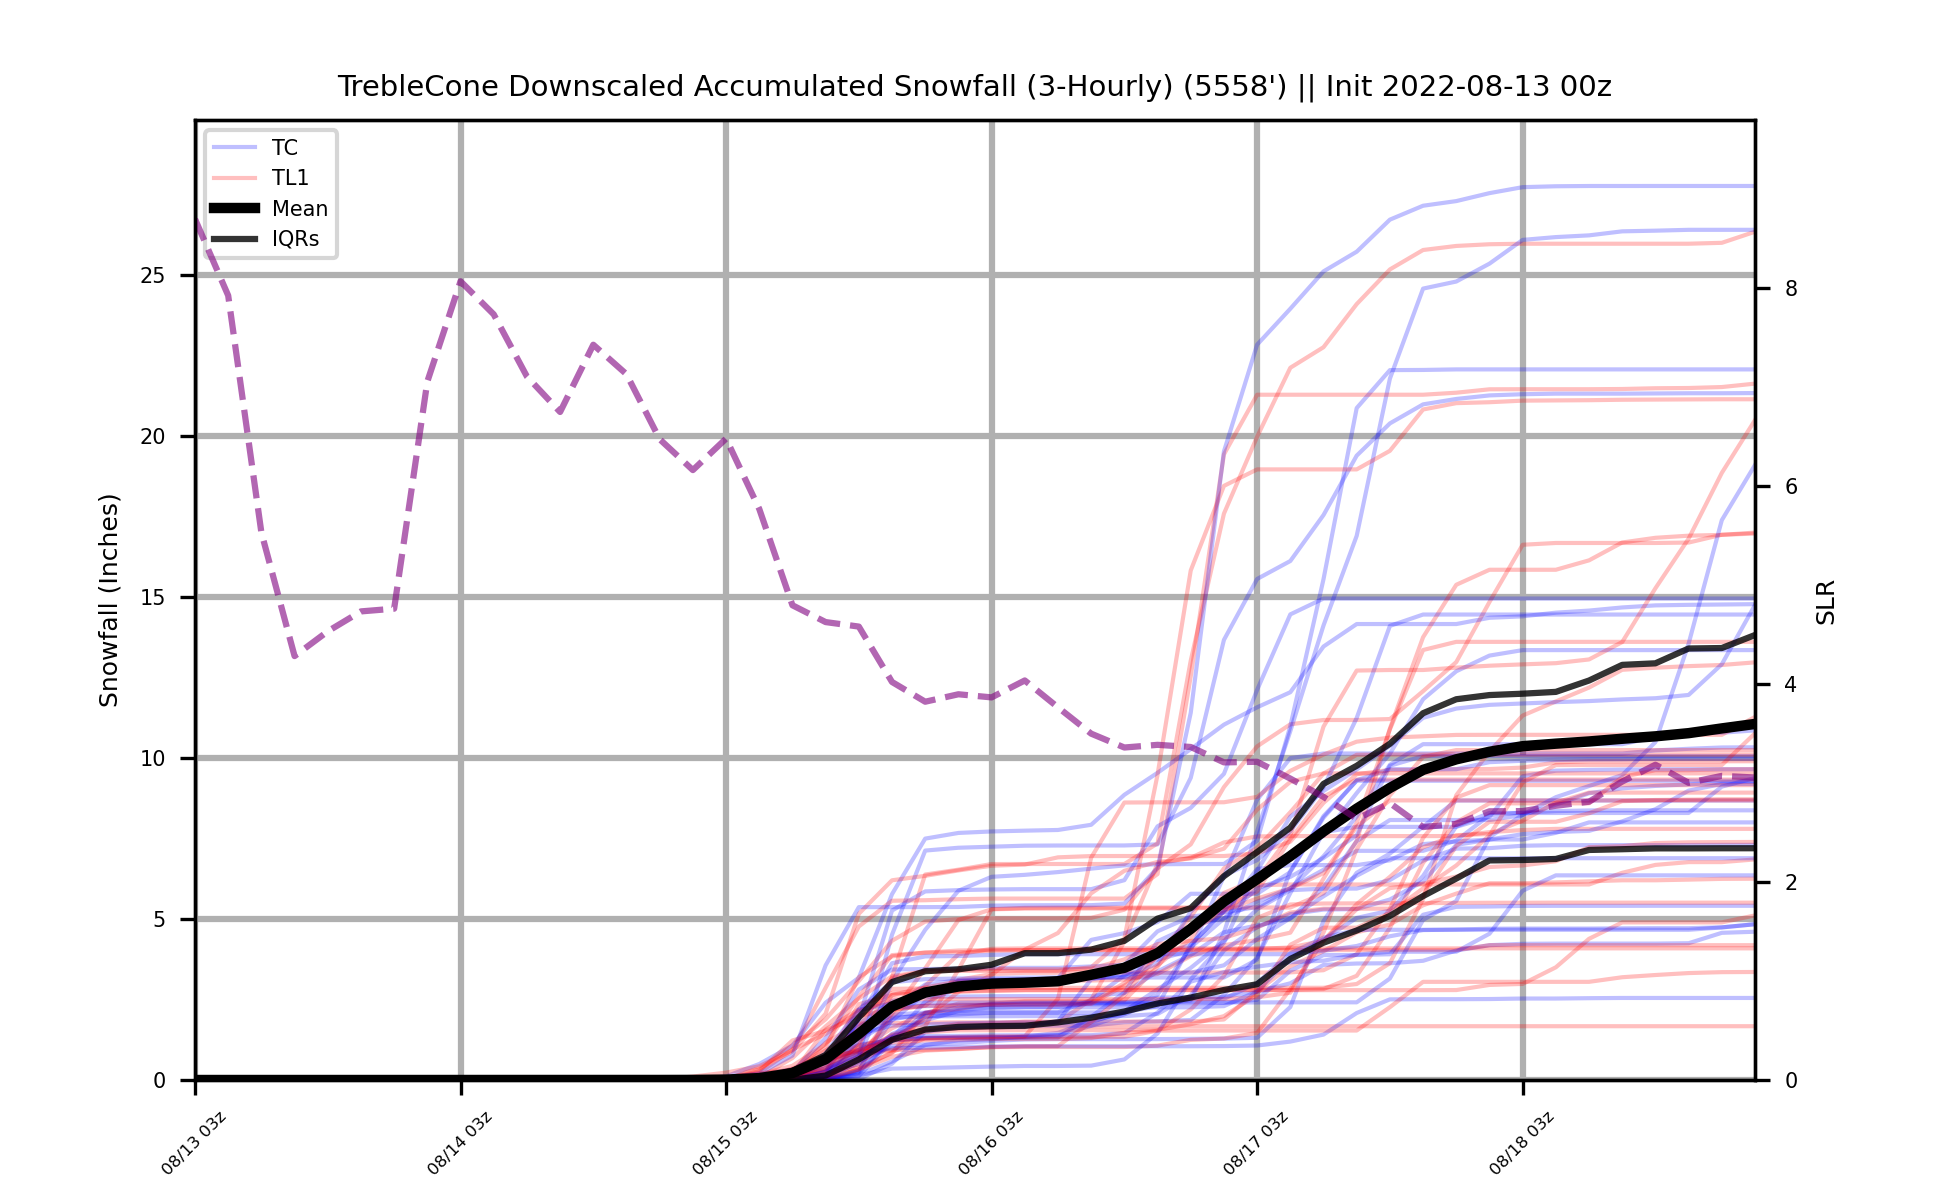 TrebleCone Downscaled Accumulated Snowfall (3-Hourly) (5558') || Init 2022-08-13 00z
TC
TL1
Mean
IQRs
Snowfall (Inches)
25
20
15
10
5
0
8
6
4
2
0
SLR
08/13 03z
08/14 03z
08/15 03z
08/16 03z
08/17 03z
08/18 03z